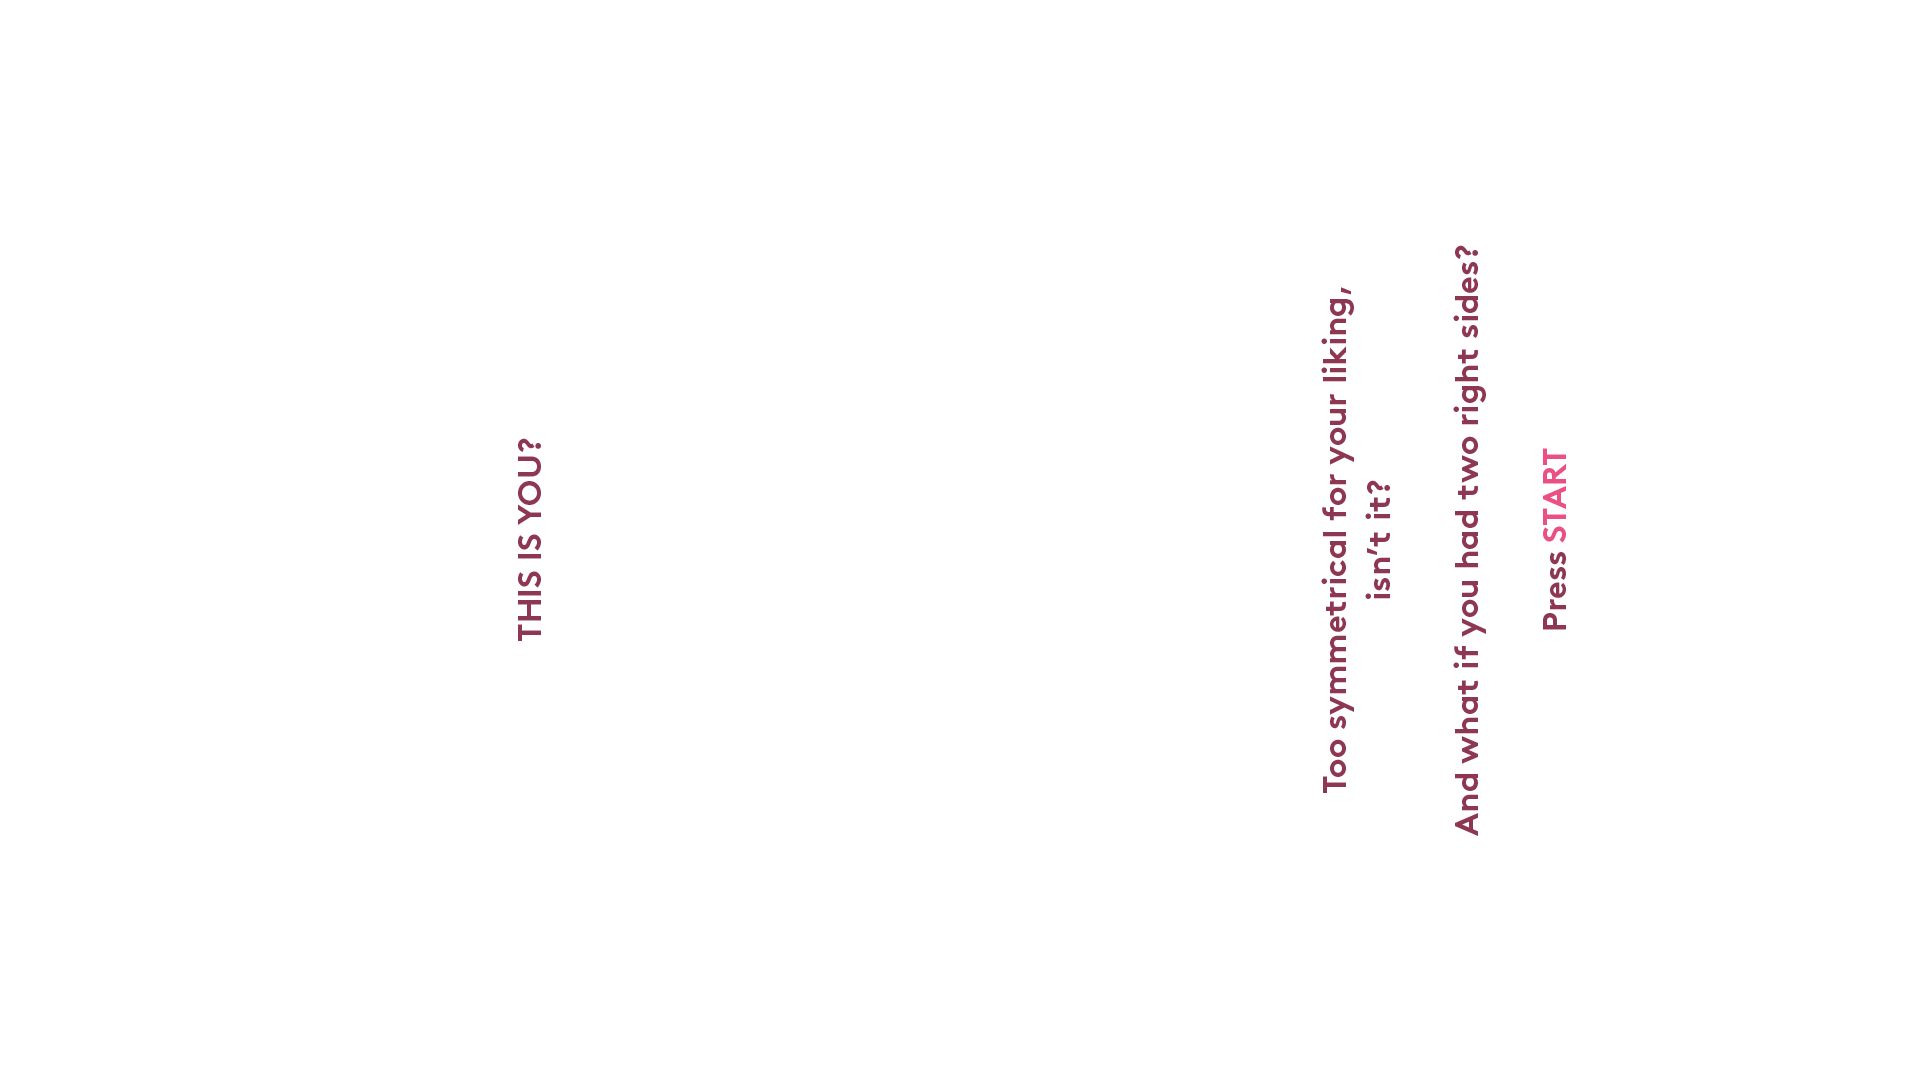 THIS IS YOU?
Too symmetrical for your liking,
isn’t it?
And what if you had two right sides?
Press START